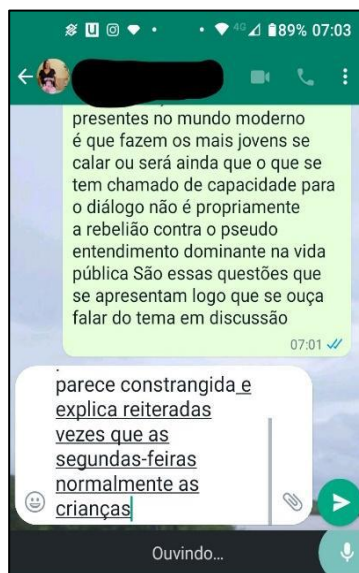 4G 89% 07:03
presentes no mundo moderno
é que fazem os mais jovens se
calar ou será ainda que o que se
tem chamado de capacidade para
o diálogo não é propriamente
a rebelião contra o pseudo
entendimento dominante na vida
pública São essas questões que
se apresentam logo que se ouça
falar do tema em discussão
07:01
parece constrangida e
explica reiteradas
vezes que as
segundas-feiras
normalmente as
crianças
Ouvindo...